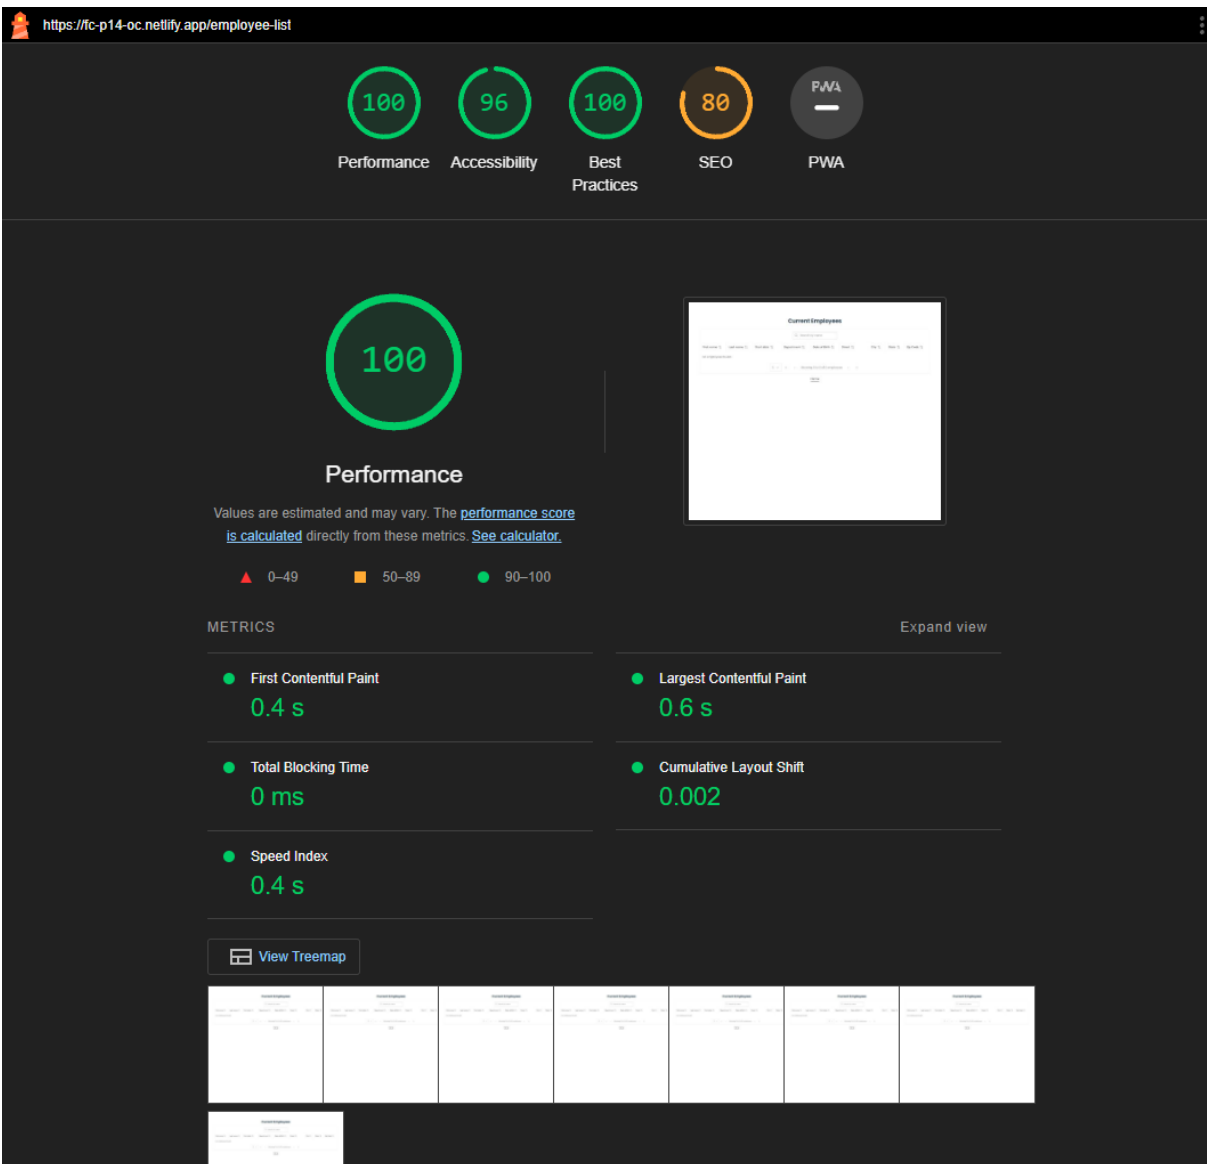 https://fc-p14-oc.netlify.app/employee-list
100
96
100
80
PWA
Performance
Accessibility
Best
Practices
SEO
PWA
100
Performance
Values are estimated and may vary. The performance score
is calculated directly from these metrics. See calculator.
0–49
50–89
90–100
Current Employees
METRICS
Expand view
First Contentful Paint
0.4 s
Largest Contentful Paint
0.6 s
Total Blocking Time
0 ms
Cumulative Layout Shift
0.002
Speed Index
0.4 s
View Treemap